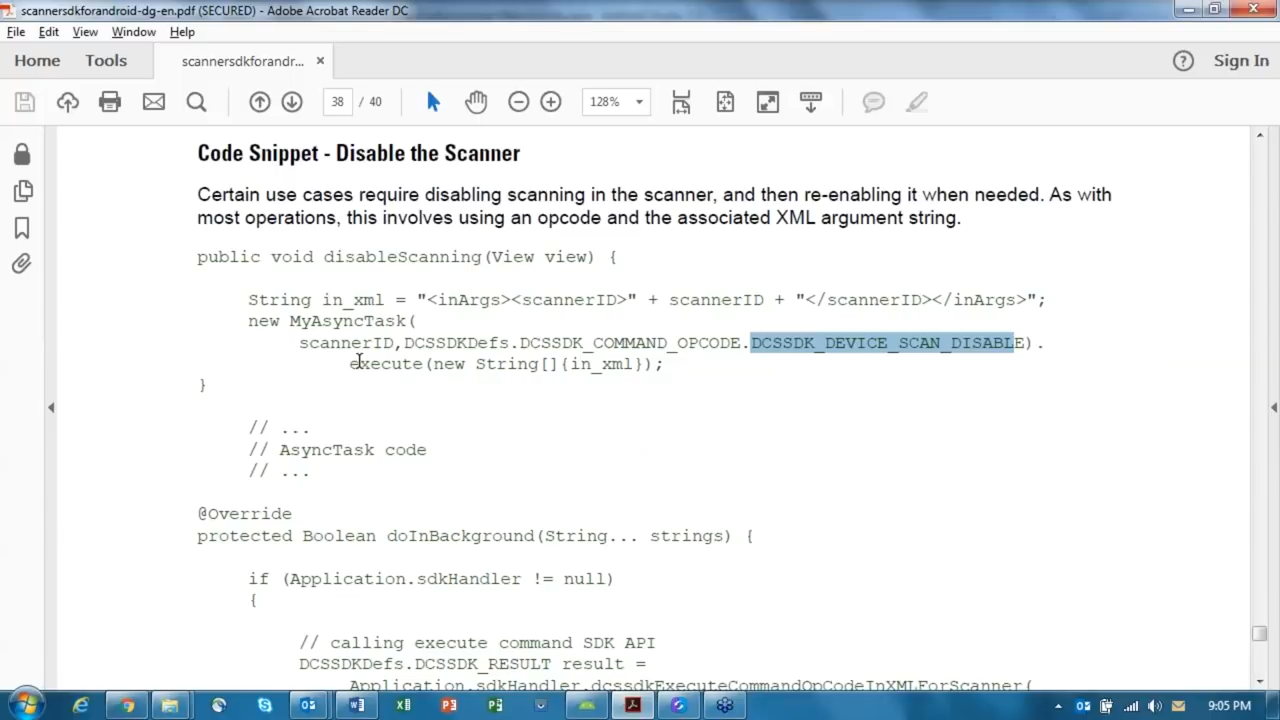 scannersdkforandroid-dg-en.pdf (SECURED) - Adobe Acrobat Reader DC
File Edit View Window Help
Home Tools scannersdkforandr... × ? Sign In
38 / 40 128%
Code Snippet - Disable the Scanner
Certain use cases require disabling scanning in the scanner, and then re-enabling it when needed. As with
most operations, this involves using an opcode and the associated XML argument string.
public void disableScanning(View view) {
String in_xml = "<inArgs><scannerID>" + scannerID + "</scannerID></inArgs>";
new MyAsyncTask(
scannerID,DCSSDKDefs.DCSSDK_COMMAND_OPCODE.DCSSDK_DEVICE_SCAN_DISABLE).
execute(new String[]{in_xml});
}
// ...
// AsyncTask code
// ...
@Override
protected Boolean doInBackground(String... strings) {
if (Application.sdkHandler != null)
{
// calling execute command SDK API
DCSSDKDefs.DCSSDK_RESULT result =
Application.sdkHandler.dcssdkExecuteCommandOpCodeInXMLForScanner(
9:05 PM